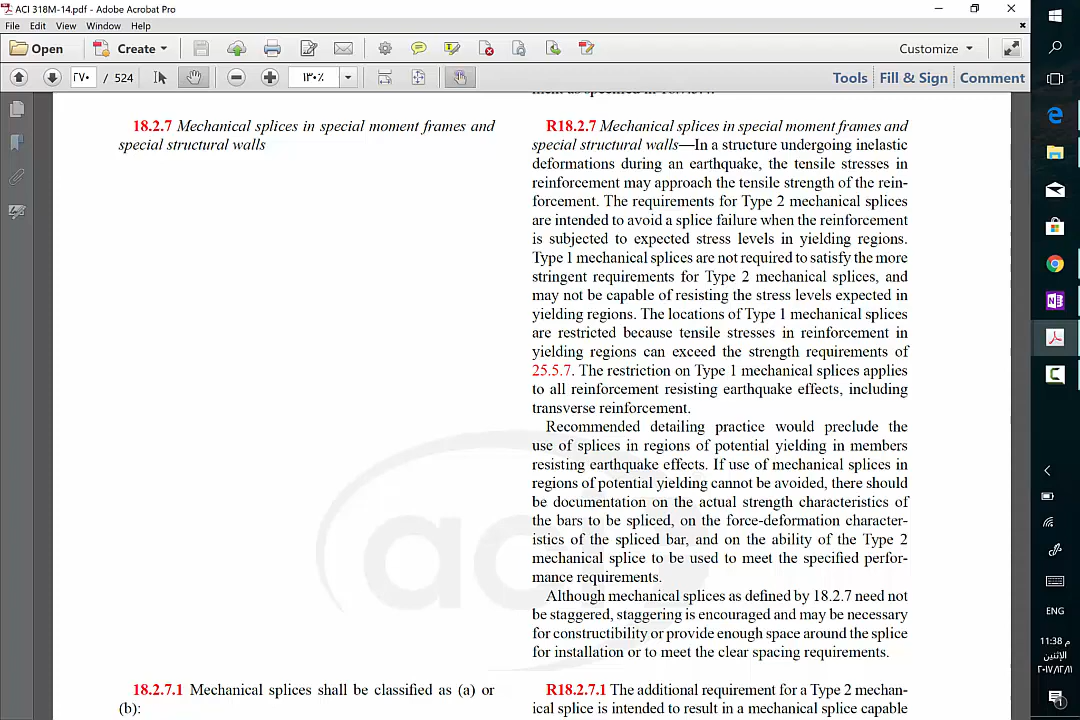 ACI 318M-14.pdf - Adobe Acrobat Pro
File Edit View Window Help
Open Create Customize
٢٧٠ / 524 ١٣٠٪ Tools Fill & Sign Comment
18.2.7 Mechanical splices in special moment frames and
special structural walls
R18.2.7 Mechanical splices in special moment frames and
special structural walls—In a structure undergoing inelastic
deformations during an earthquake, the tensile stresses in
reinforcement may approach the tensile strength of the rein-
forcement. The requirements for Type 2 mechanical splices
are intended to avoid a splice failure when the reinforcement
is subjected to expected stress levels in yielding regions.
Type 1 mechanical splices are not required to satisfy the more
stringent requirements for Type 2 mechanical splices, and
may not be capable of resisting the stress levels expected in
yielding regions. The locations of Type 1 mechanical splices
are restricted because tensile stresses in reinforcement in
yielding regions can exceed the strength requirements of
25.5.7. The restriction on Type 1 mechanical splices applies
to all reinforcement resisting earthquake effects, including
transverse reinforcement.
Recommended detailing practice would preclude the
use of splices in regions of potential yielding in members
resisting earthquake effects. If use of mechanical splices in
regions of potential yielding cannot be avoided, there should
be documentation on the actual strength characteristics of
the bars to be spliced, on the force-deformation character-
istics of the spliced bar, and on the ability of the Type 2
mechanical splice to be used to meet the specified perfor-
mance requirements.
Although mechanical splices as defined by 18.2.7 need not
be staggered, staggering is encouraged and may be necessary
for constructibility or provide enough space around the splice
for installation or to meet the clear spacing requirements.
18.2.7.1 Mechanical splices shall be classified as (a) or
(b):
R18.2.7.1 The additional requirement for a Type 2 mechan-
ical splice is intended to result in a mechanical splice capable
aci
ENG
11:38 م
الإثنين
٢٠١٧/١٢/١١